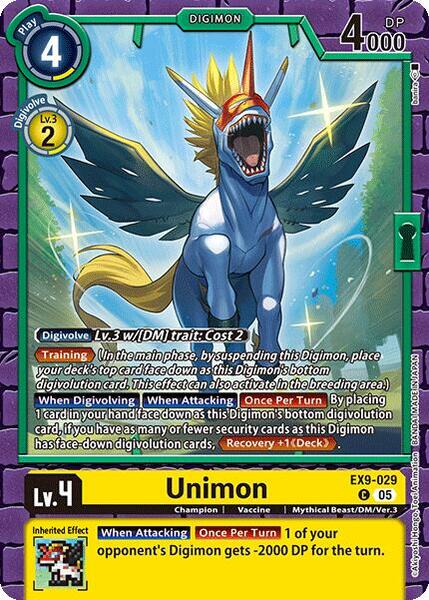 DIGIMON
Play
4
DP
4000
Digivolve
Lv.3
2
banira
Digivolve Lv.3 w/[DM] trait: Cost 2
Training (In the main phase, by suspending this Digimon, place
your deck's top card face down as this Digimon's bottom
digivolution card. This effect can also activate in the breeding area.)
When Digivolving When Attacking Once Per Turn By placing
1 card in your hand face down as this Digimon's bottom digivolution
card, if you have as many or fewer security cards as this Digimon
has face-down digivolution cards, Recovery +1 (Deck).
Lv.4
Unimon
EX9-029
C 05
Champion | Vaccine | Mythical Beast/DM/Ver.3
Inherited Effect
When Attacking Once Per Turn 1 of your
opponent's Digimon gets -2000 DP for the turn.
©Akiyoshi Hongo, Toei Animation BANDAI MADE IN JAPAN